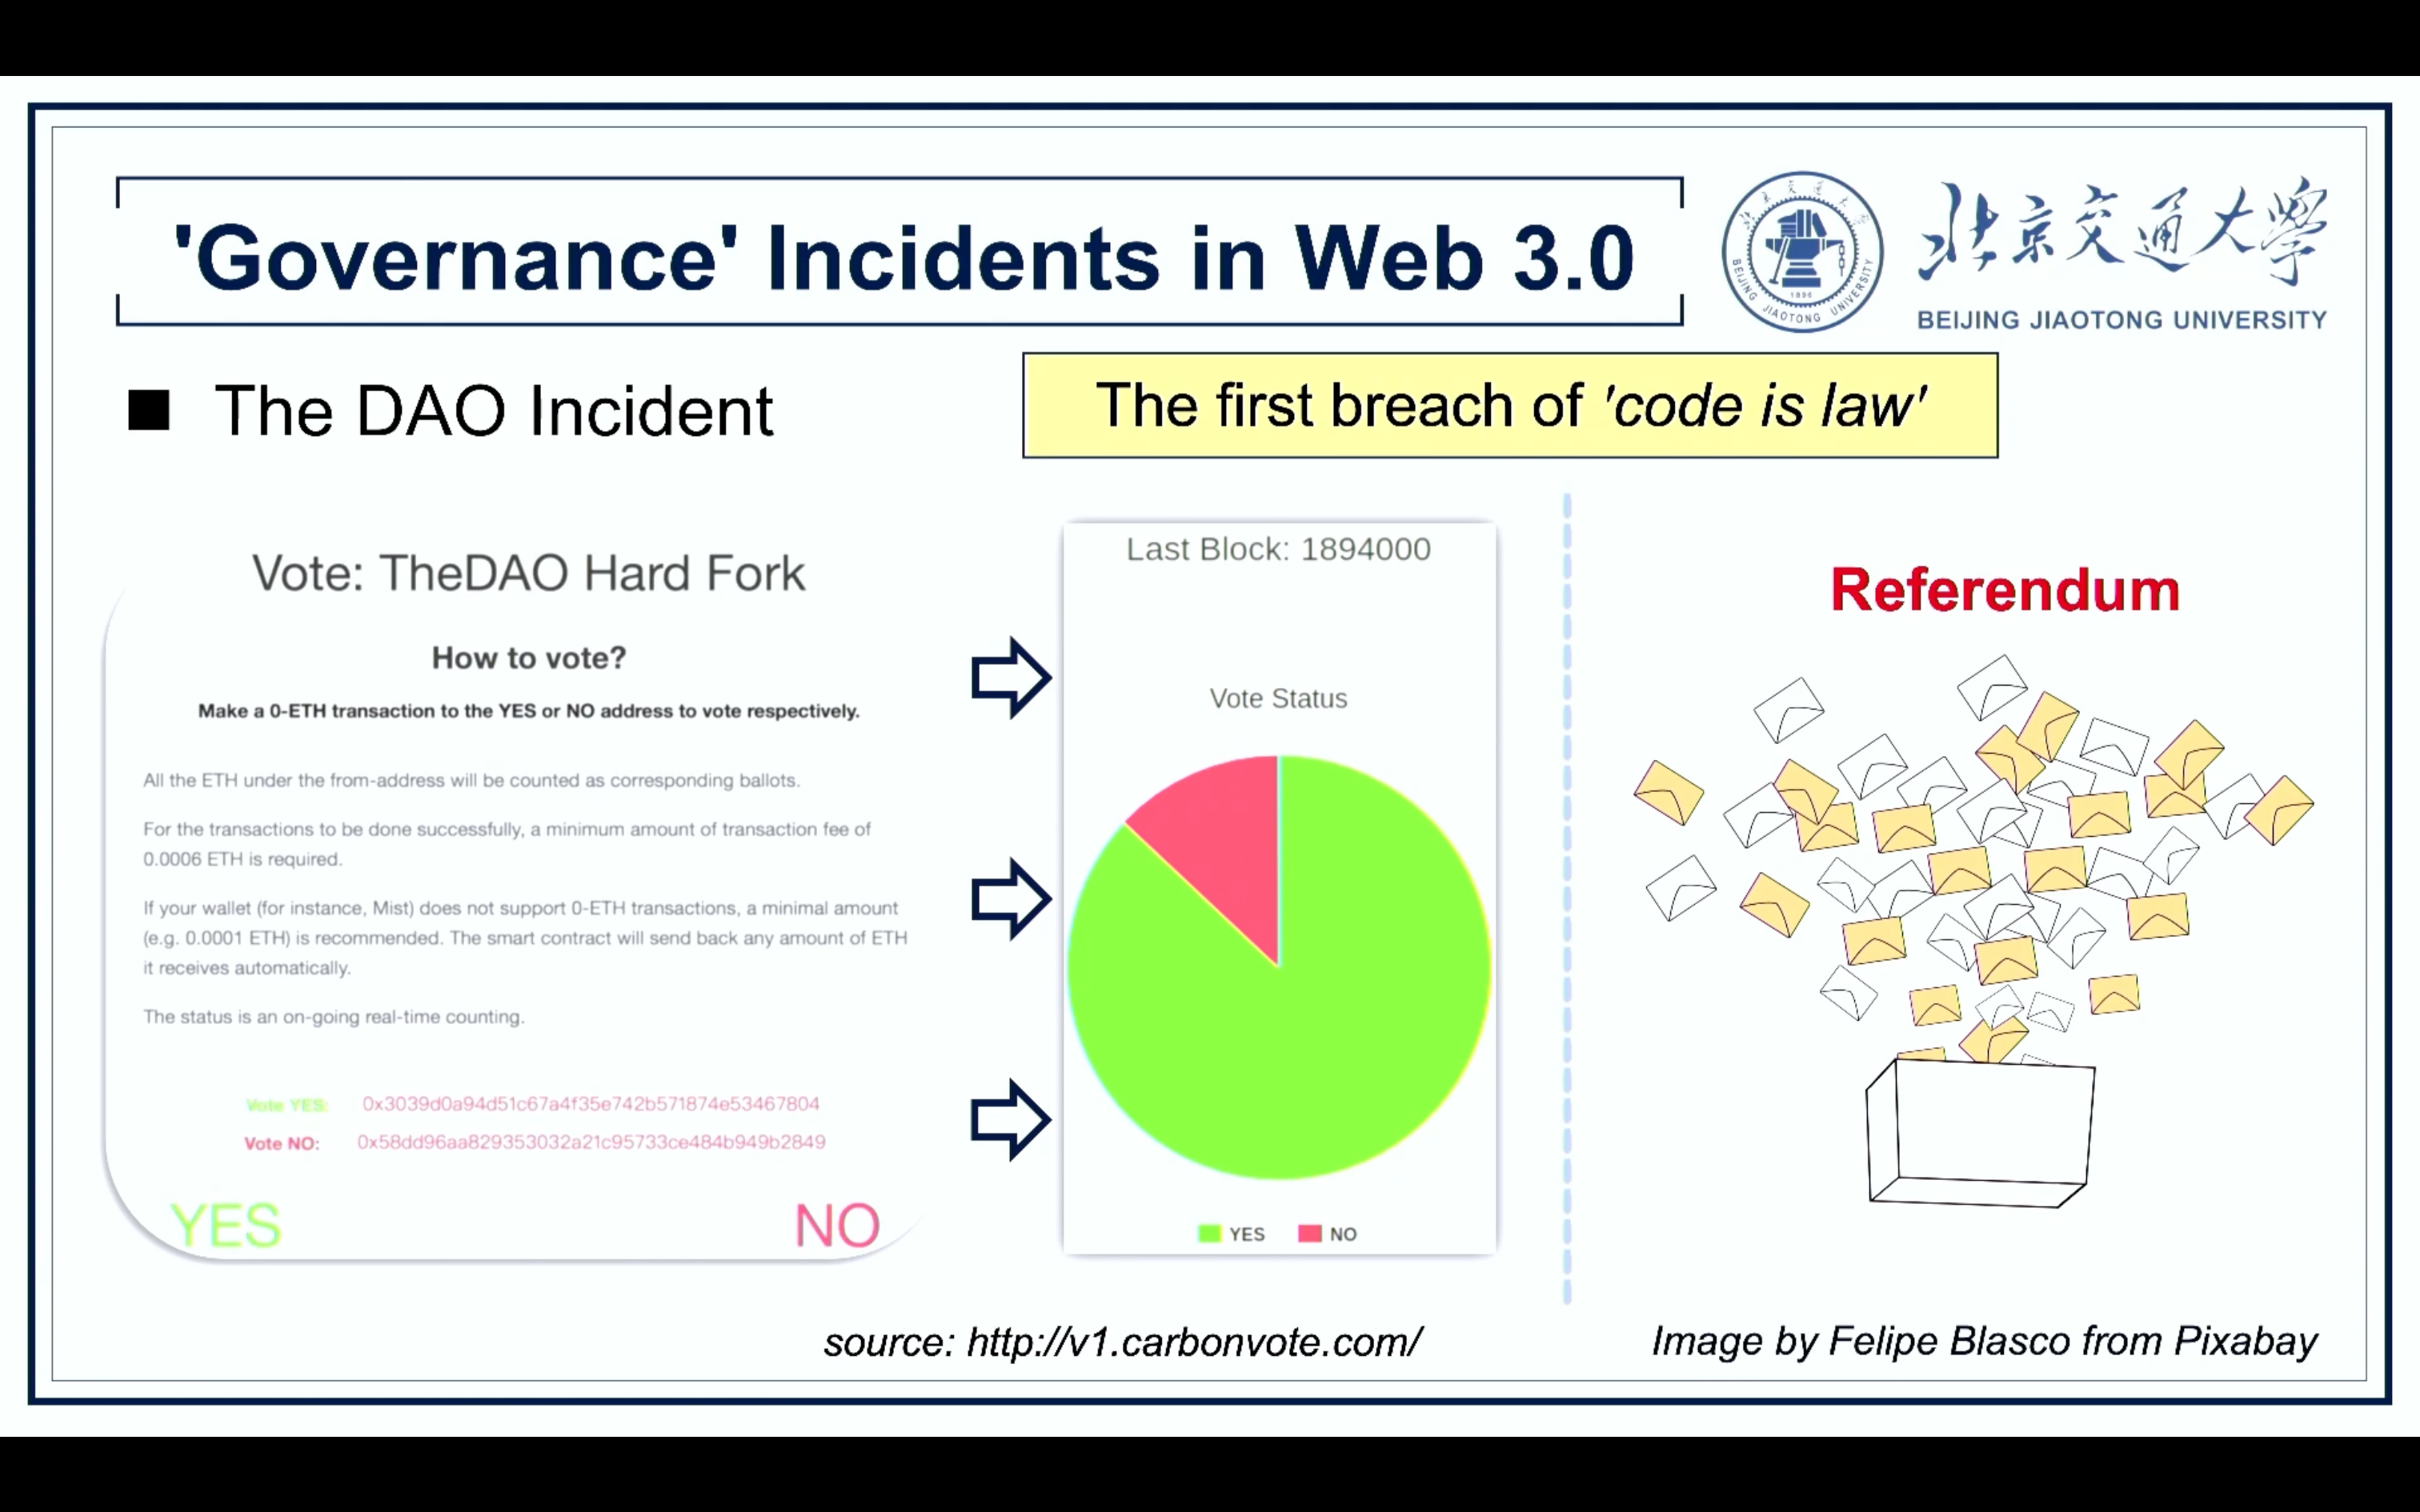 'Governance' Incidents in Web 3.0
北京交通大学
BEIJING JIAOTONG UNIVERSITY
1896
BEIJING JIAOTONG UNIVERSITY
■ The DAO Incident
The first breach of 'code is law'
Vote: TheDAO Hard Fork
How to vote?
Make a 0-ETH transaction to the YES or NO address to vote respectively.
All the ETH under the from-address will be counted as corresponding ballots.
For the transactions to be done successfully, a minimum amount of transaction fee of
0.0006 ETH is required.
If your wallet (for instance, Mist) does not support 0-ETH transactions, a minimal amount
(e.g. 0.0001 ETH) is recommended. The smart contract will send back any amount of ETH
it receives automatically.
The status is an on-going real-time counting.
Vote YES: 0x3039d0a94d51c67a4f35e742b571874e53467804
Vote NO: 0x58dd96aa829353032a21c95733ce484b949b2849
YES
NO
Last Block: 1894000
Vote Status
YES
NO
Referendum
source: http://v1.carbonvote.com/
Image by Felipe Blasco from Pixabay